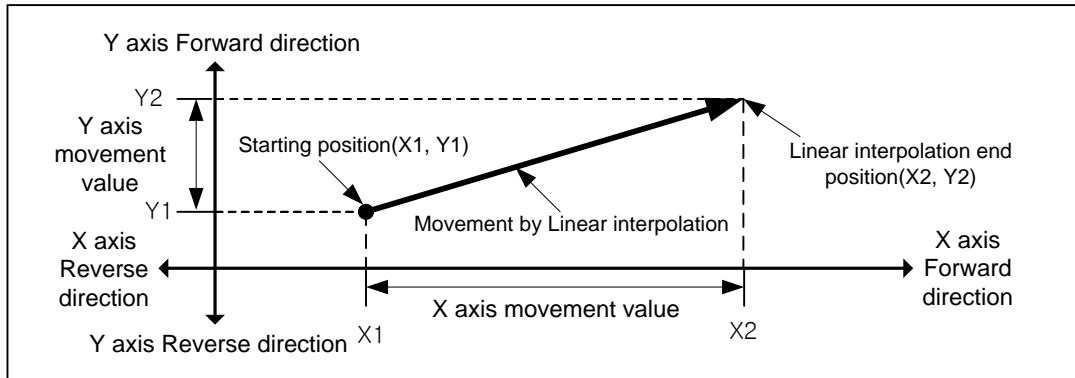 Y axis Forward direction
Y2
Y axis
movement
value
Starting position(X1, Y1)
Linear interpolation end
position(X2, Y2)
Y1
Movement by Linear interpolation
X axis
Reverse
direction
X axis
Forward
direction
X axis movement value
Y axis Reverse direction
X1
X2